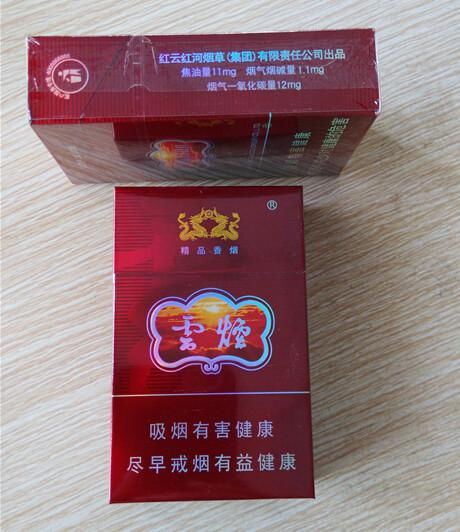 红云红河烟草(集团)有限责任公司出品
焦油量11mg 烟气烟碱量1.1mg
烟气一氧化碳量12mg
®
精品香烟
雲烟
吸烟有害健康
尽早戒烟有益健康